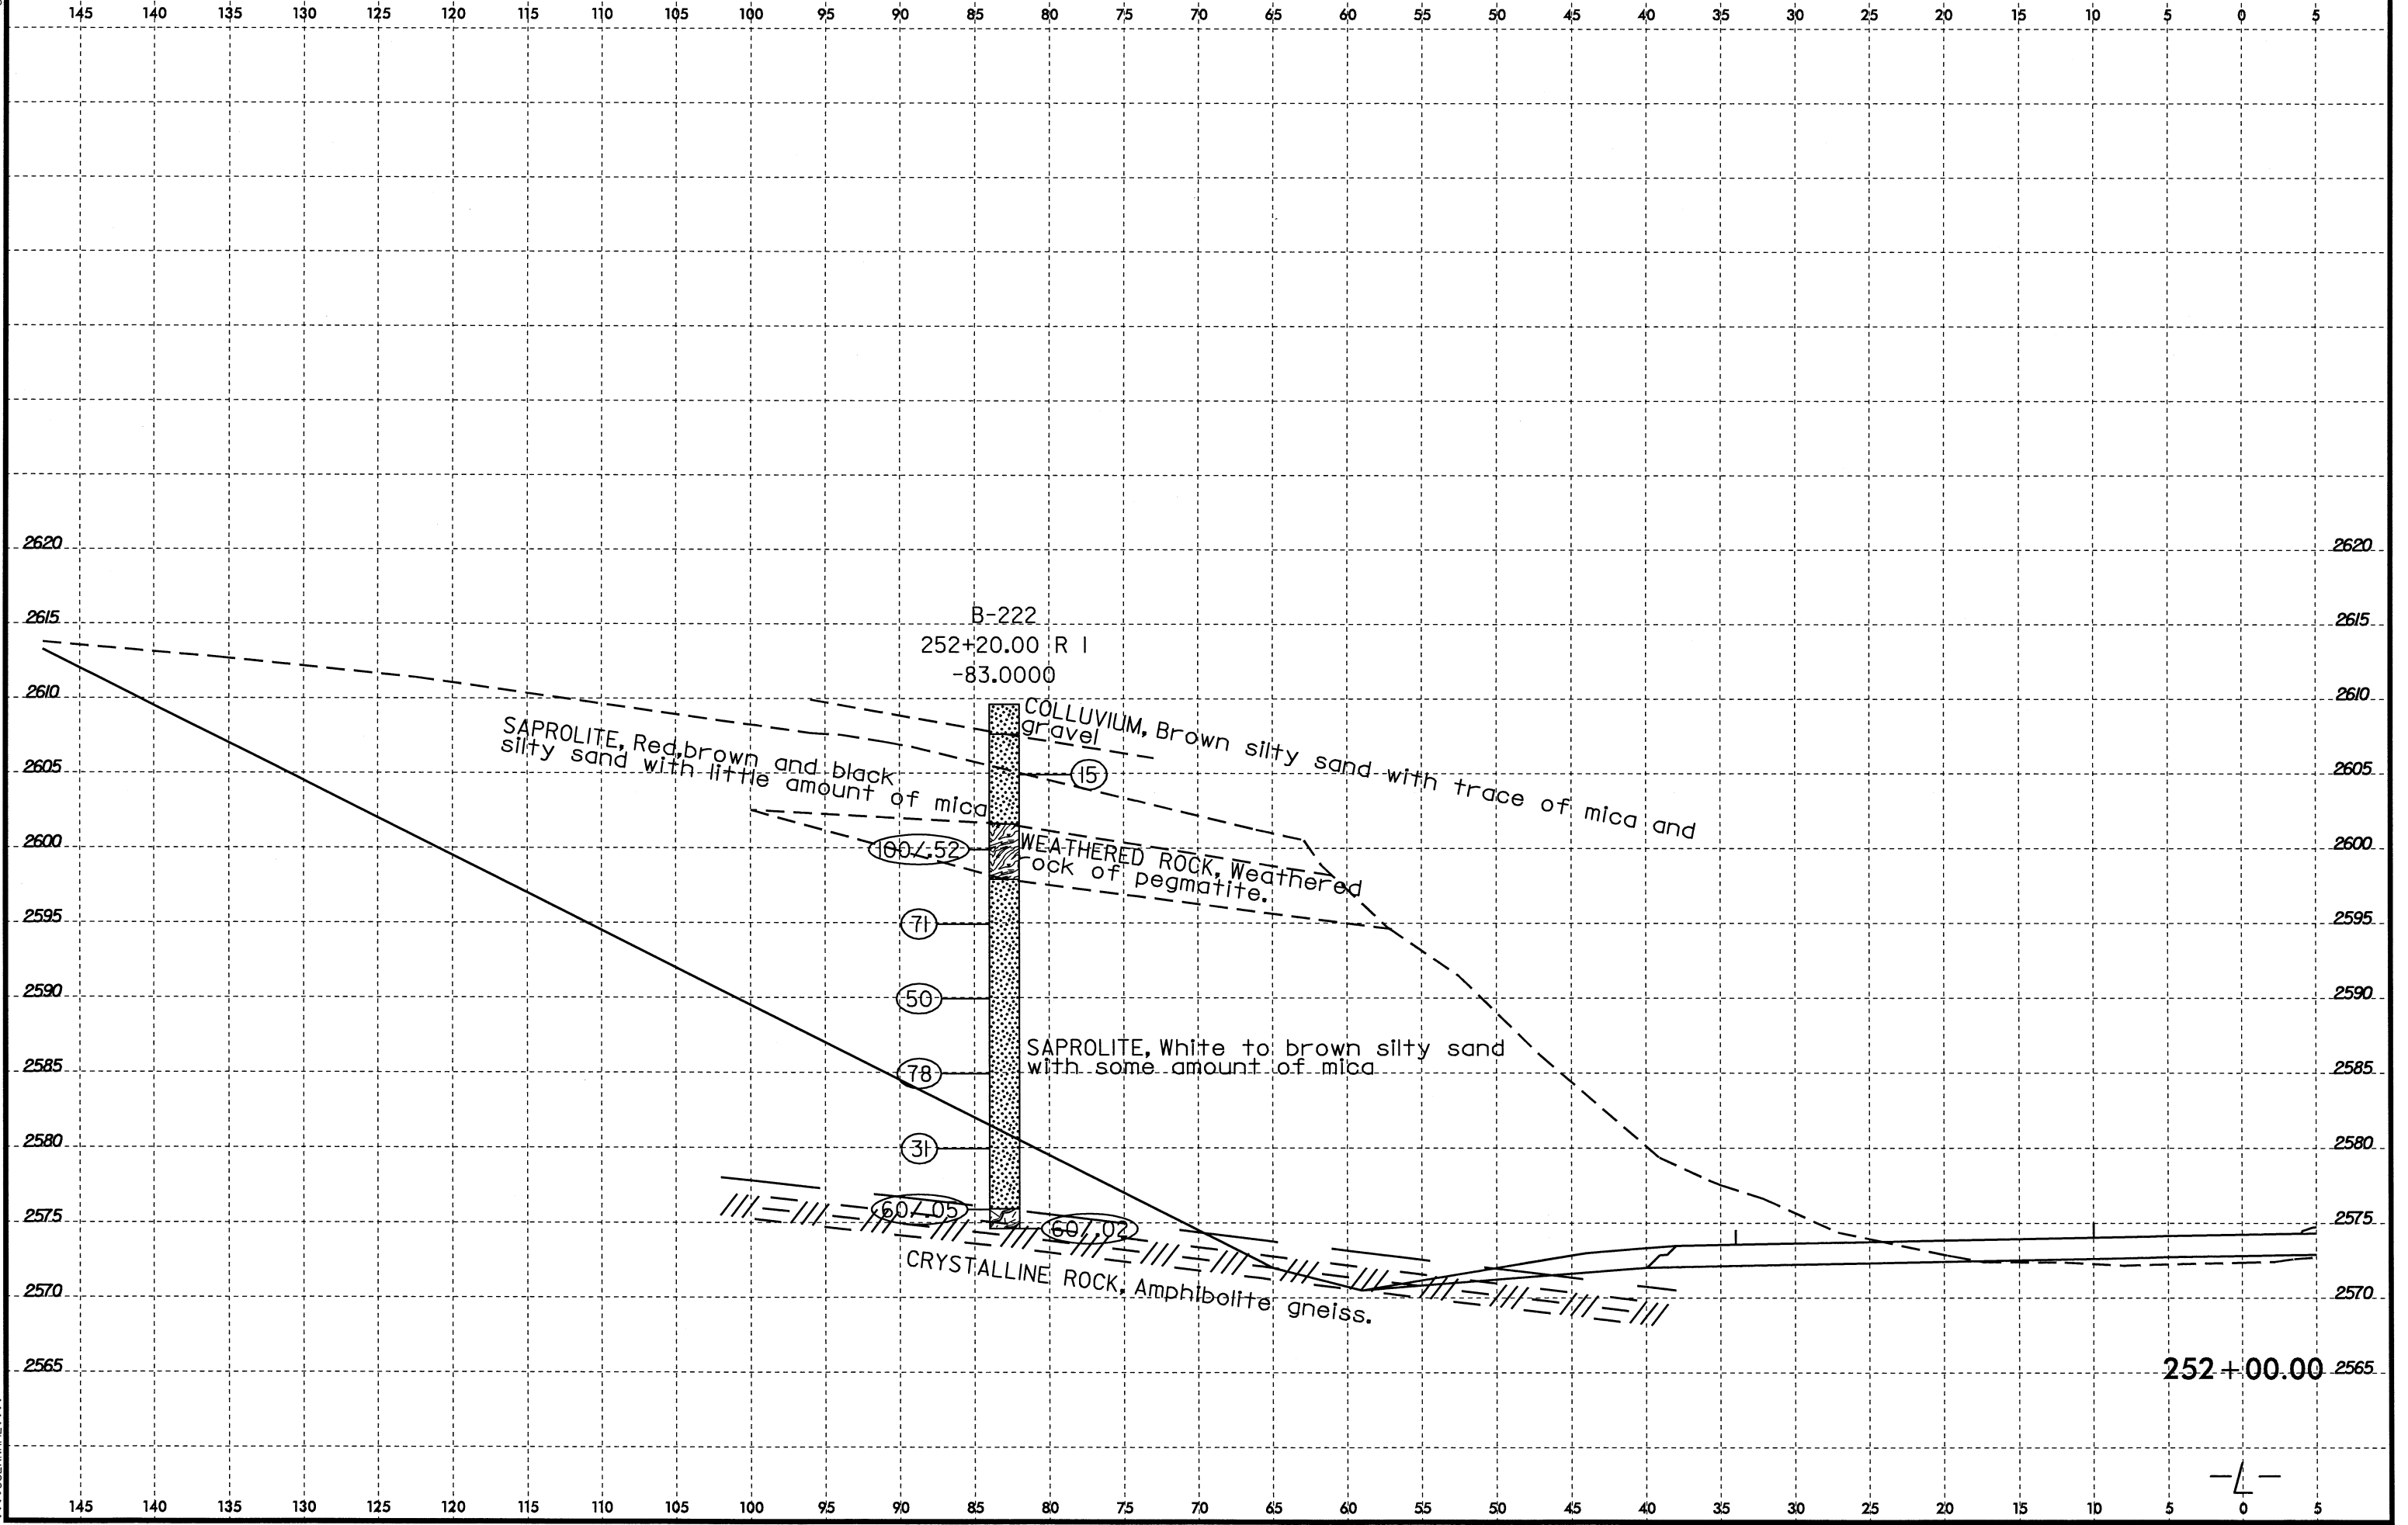 145 140 135 130 125 120 115 110 105 100 95 90 85 80 75 70 65 60 55 50 45 40 35 30 25 20 15 10 5 0 5
2620 2620
2615 2615
B-222
252+20.00 R I
-83.0000
2610 2610
COLLUVIUM, Brown silty sand with trace of mica and
gravel
SAPROLITE, Red,brown and black
silty sand with little amount of mica
2605 15 2605
2600 100/.52 2600
WEATHERED ROCK, Weathered
rock of pegmatite.
2595 71 2595
2590 50 2590
SAPROLITE, White to brown silty sand
with some amount of mica
2585 78 2585
2580 31 2580
60/.05
2575 60/.02 2575
CRYSTALLINE ROCK, Amphibolite gneiss.
2570 2570
2565 252+00.00 2565
-L-
145 140 135 130 125 120 115 110 105 100 95 90 85 80 75 70 65 60 55 50 45 40 35 30 25 20 15 10 5 0 5